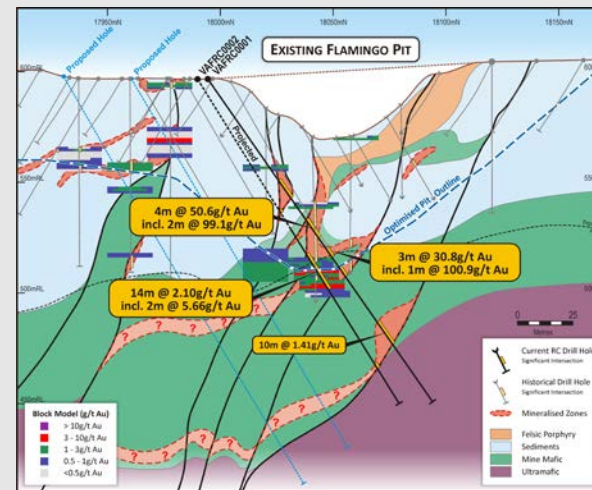 17950mN
18000mN
18050mN
18100mN
18150mN
Proposed Hole
Proposed Hole
VAFRC0002
VAFRC0001
EXISTING FLAMINGO PIT
600mRL
Projected
550mRL
Optimised Pit Outline
4m @ 50.6g/t Au
incl. 2m @ 99.1g/t Au
3m @ 30.8g/t Au
incl. 1m @ 100.9g/t Au
500mRL
14m @ 2.10g/t Au
incl. 2m @ 5.66g/t Au
10m @ 1.41g/t Au
? ? ? ?
? ? ? ?
0 25
Metres
Current RC Drill Hole
Significant Intersection
Historical Drill Hole
Significant Intersection
Mineralised Zones
Felsic Porphyry
Sediments
Mine Mafic
Ultramafic
Block Model (g/t Au)
> 10g/t Au
3 - 10g/t Au
1 - 3g/t Au
0.5 - 1g/t Au
<0.5g/t Au